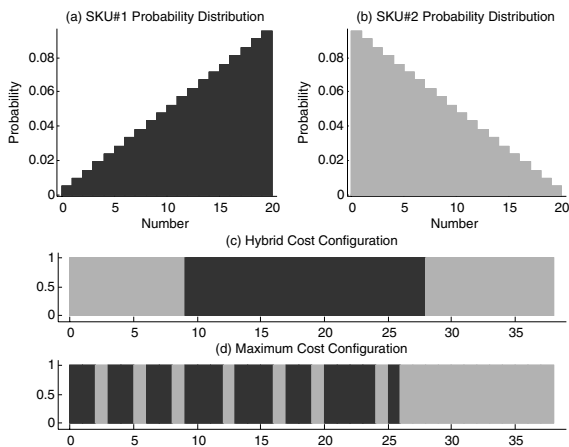 (a) SKU#1 Probability Distribution
(b) SKU#2 Probability Distribution
Probability
0.08
0.06
0.04
0.02
0
0 5 10 15 20
Number
Probability
0.08
0.06
0.04
0.02
0
0 5 10 15 20
Number
(c) Hybrid Cost Configuration
1
0.5
0
0 5 10 15 20 25 30 35
(d) Maximum Cost Configuration
1
0.5
0
0 5 10 15 20 25 30 35